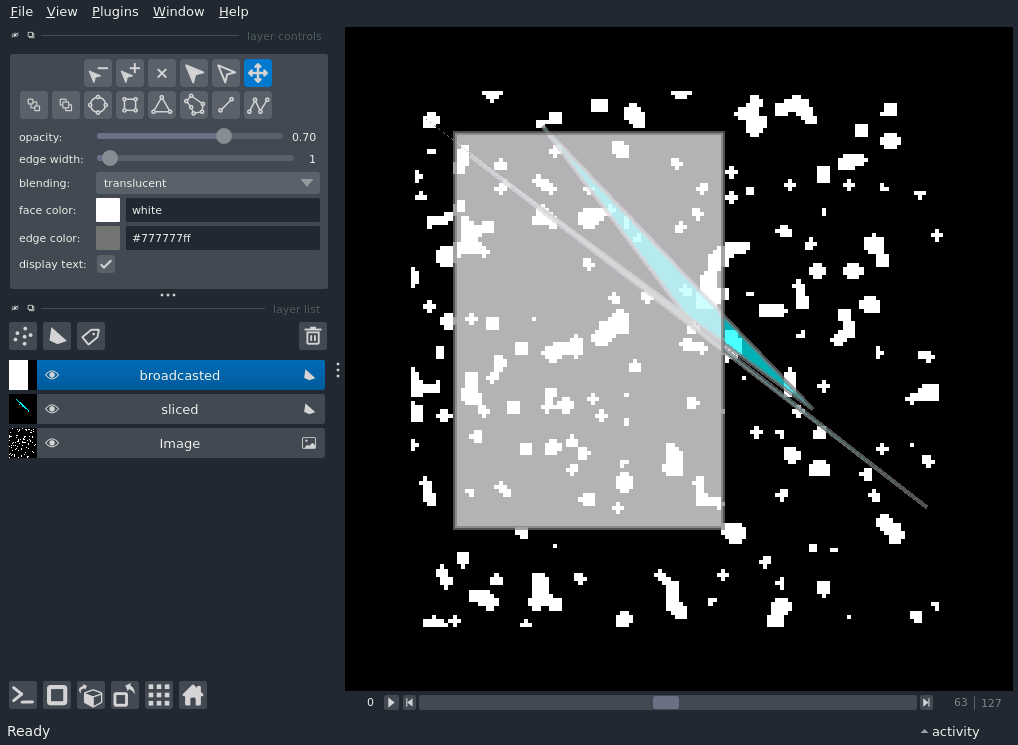 File View Plugins Window Help
layer controls
opacity: 0.70
edge width: 1
blending: translucent
face color: white
edge color: #777777ff
display text:
layer list
broadcasted
sliced
Image
0 63 | 127
Ready activity